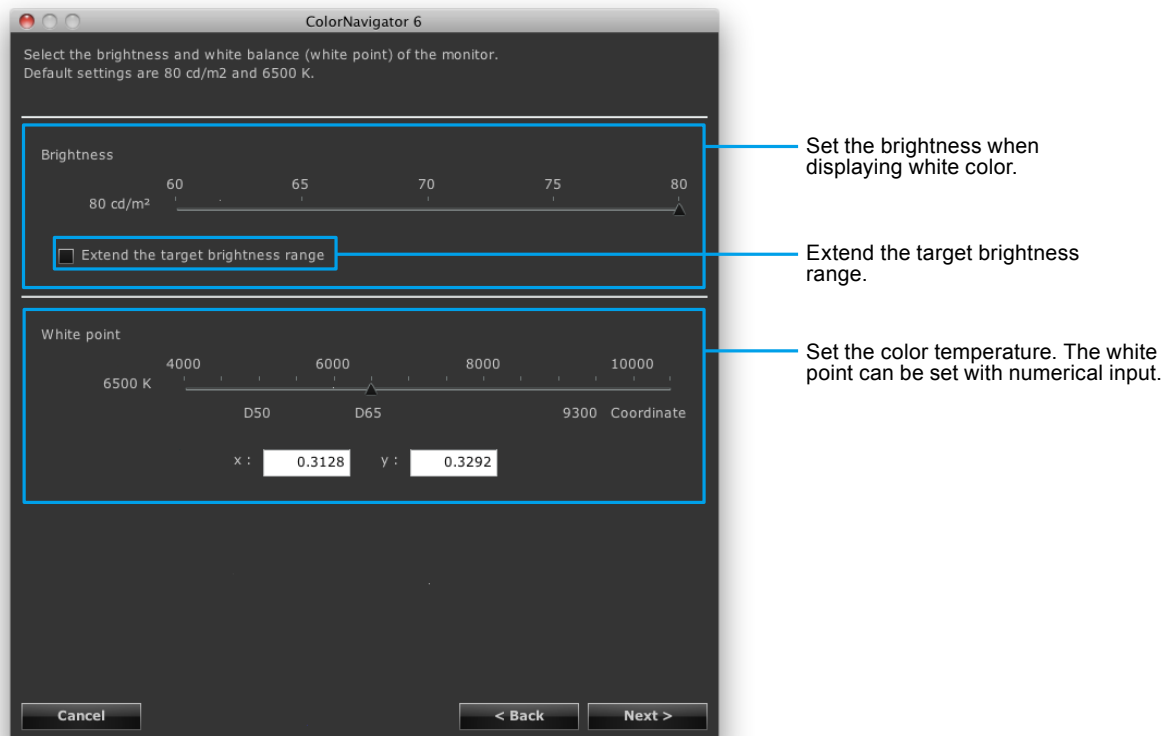 ColorNavigator 6
Select the brightness and white balance (white point) of the monitor.
Default settings are 80 cd/m2 and 6500 K.
Brightness
60 65 70 75 80
80 cd/m²
Extend the target brightness range
White point
4000 6000 8000 10000
6500 K
D50 D65 9300 Coordinate
x : 0.3128 y : 0.3292
Cancel < Back Next >
Set the brightness when
displaying white color.
Extend the target brightness
range.
Set the color temperature. The white
point can be set with numerical input.